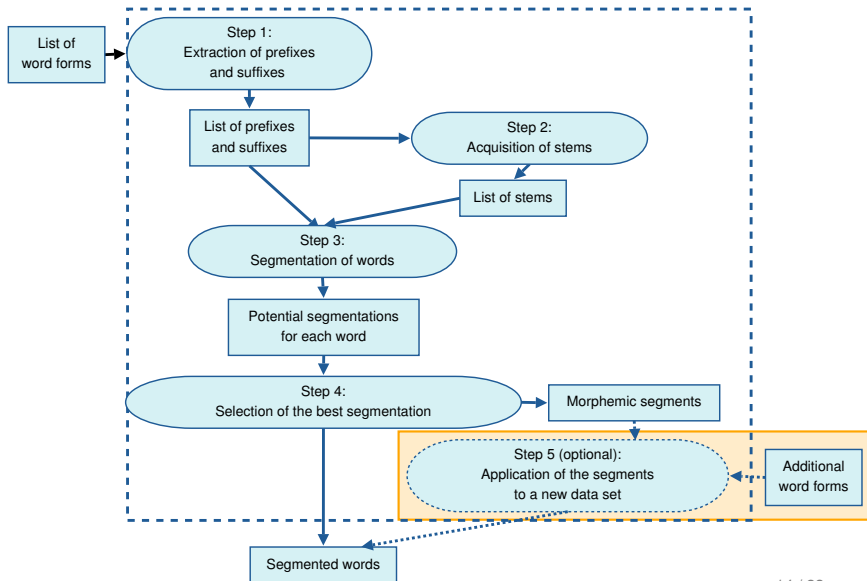 List of
word forms
Step 1:
Extraction of prefixes
and suffixes
List of prefixes
and suffixes
Step 2:
Acquisition of stems
List of stems
Step 3:
Segmentation of words
Potential segmentations
for each word
Step 4:
Selection of the best segmentation
Morphemic segments
Step 5 (optional):
Application of the segments
to a new data set
Additional
word forms
Segmented words